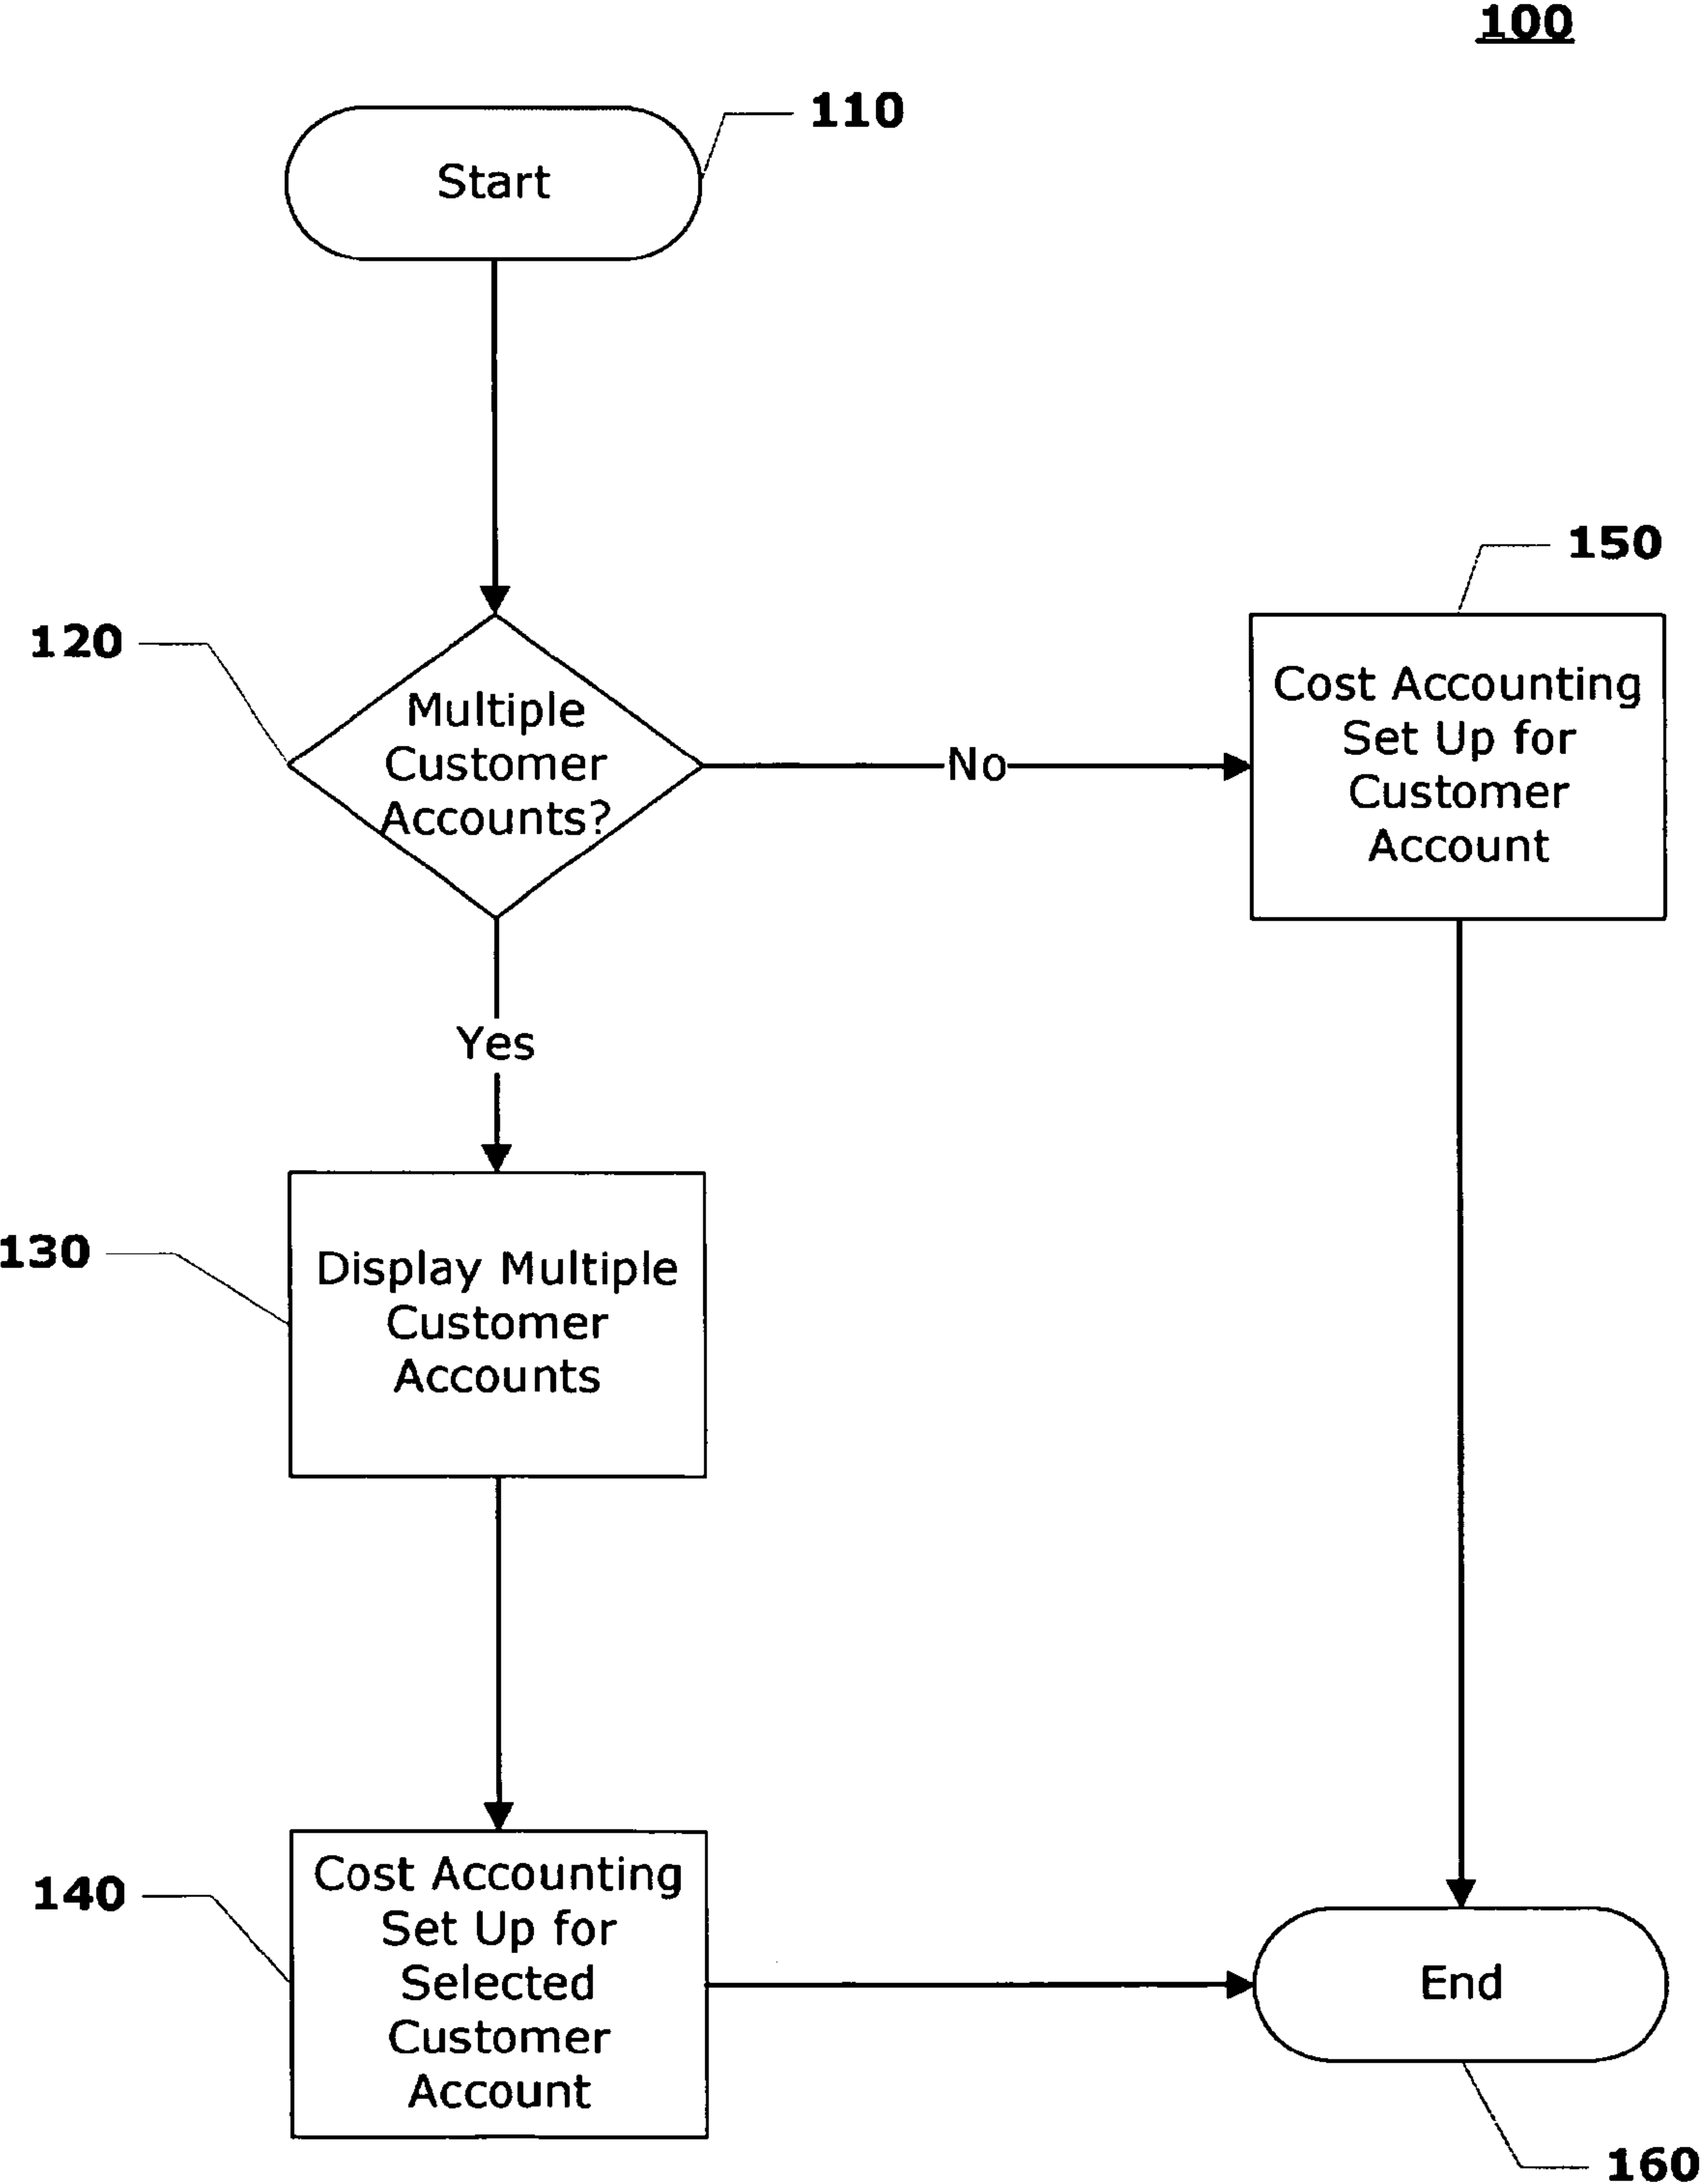 100
110
Start
150
120
Multiple
Customer
Accounts?
No
Cost Accounting
Set Up for
Customer
Account
Yes
130
Display Multiple
Customer
Accounts
140
Cost Accounting
Set Up for
Selected
Customer
Account
End
160